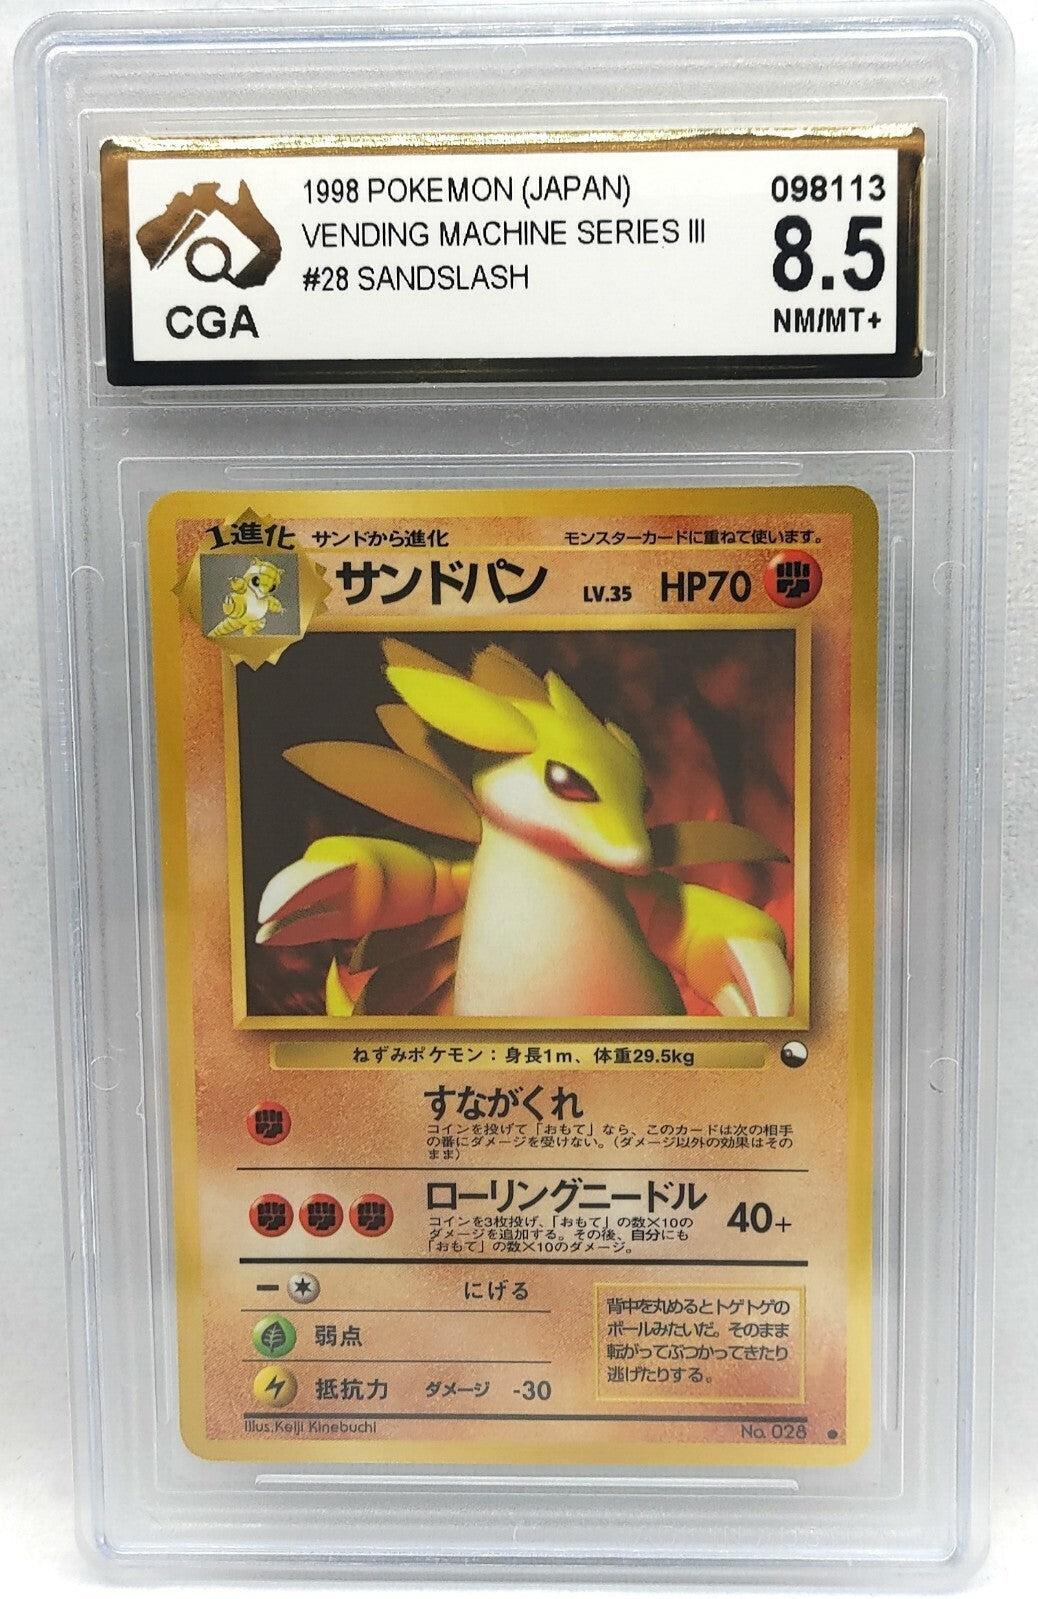 1998 POKEMON (JAPAN)
VENDING MACHINE SERIES III
#28 SANDSLASH
CGA
098113
8.5
NM/MT+
1進化 サンドから進化 モンスターカードに重ねて使います。
サンドパン LV.35 HP70
ねずみポケモン：身長1m、体重29.5kg
すながくれ
コインを投げて「おもて」なら、このカードは次の相手
の番にダメージを受けない。（ダメージ以外の効果はその
まま）
ローリングニードル 40+
コインを3枚投げ、「おもて」の数×10の
ダメージを追加する。その後、自分にも
「おもて」の数×10のダメージ。
にげる
弱点
抵抗力 ダメージ -30
背中を丸めるとトゲトゲの
ボールみたいだ。そのまま
転がってぶつかってきたり
逃げたりする。
Illus.Keiji Kinebuchi
No. 028 ●